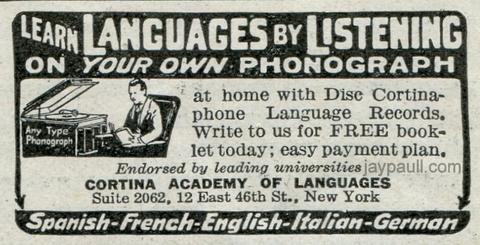 LEARN LANGUAGES BY LISTENING
ON YOUR OWN PHONOGRAPH
Any Type
Phonograph
at home with Disc Cortina-
phone Language Records.
Write to us for FREE book-
let today; easy payment plan.
Endorsed by leading universities
jaypaull.com
CORTINA ACADEMY OF LANGUAGES
Suite 2062, 12 East 46th St., New York
Spanish-French-English-Italian-German